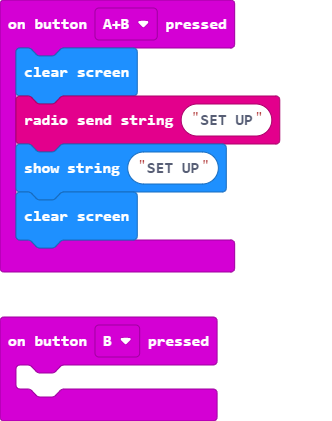 on button A+B pressed
clear screen
radio send string "SET UP"
show string "SET UP"
clear screen
on button B pressed